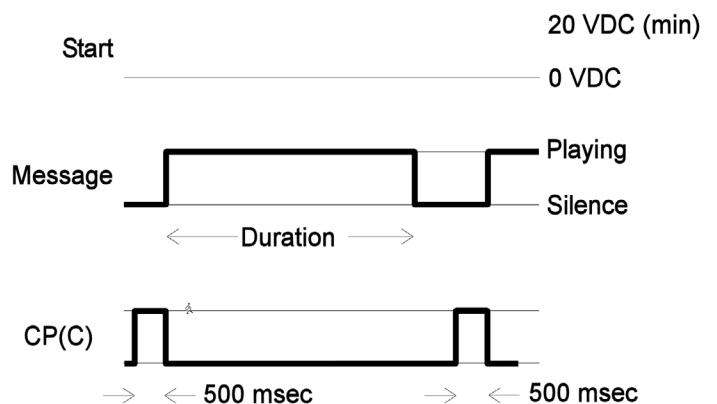 20 VDC (min)
Start
0 VDC
Playing
Message
Silence
Duration
CP(C)
500 msec
500 msec